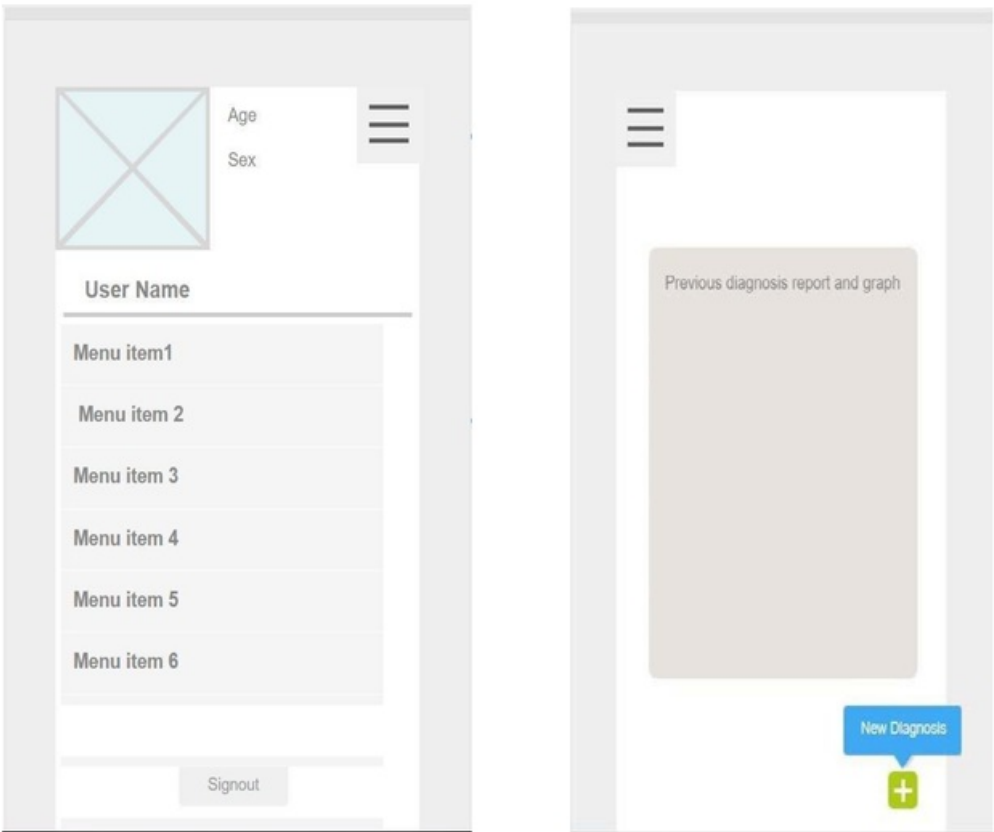 Age
Sex
User Name
Menu item1
Menu item 2
Menu item 3
Menu item 4
Menu item 5
Menu item 6
Signout
Previous diagnosis report and graph
New Diagnosis